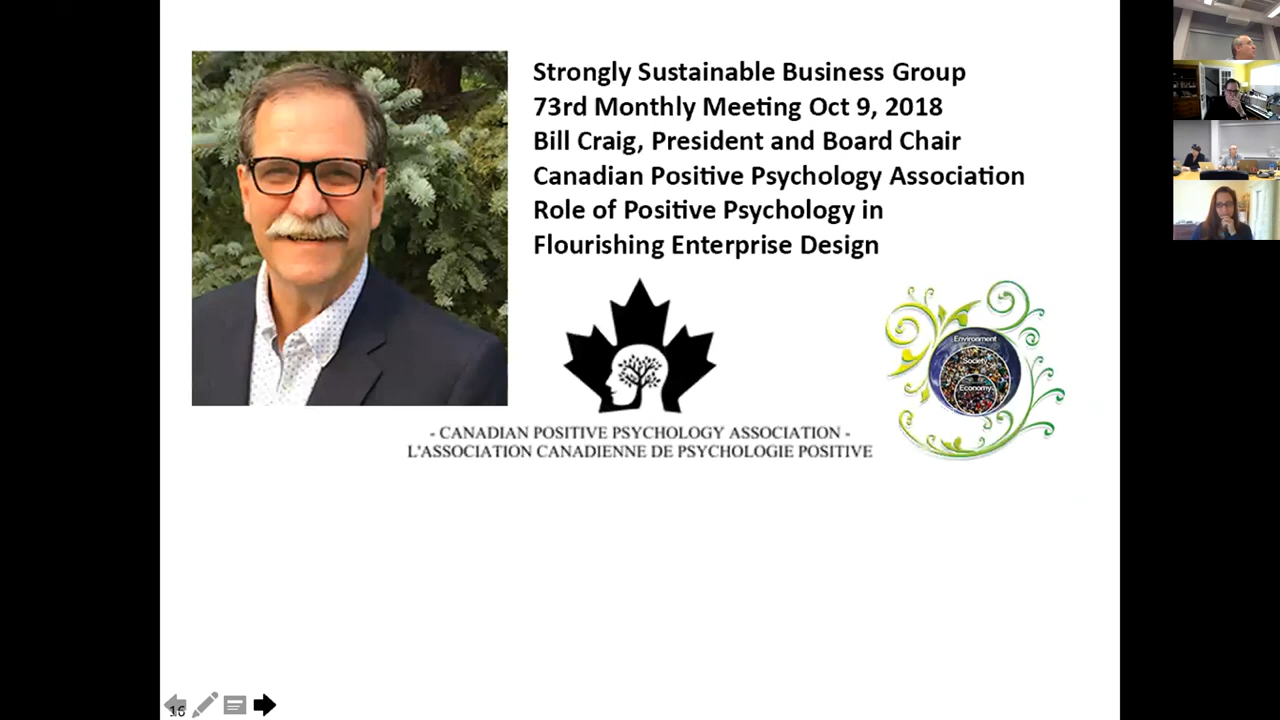 Strongly Sustainable Business Group
73rd Monthly Meeting Oct 9, 2018
Bill Craig, President and Board Chair
Canadian Positive Psychology Association
Role of Positive Psychology in
Flourishing Enterprise Design
Environment
Society
Economy
- CANADIAN POSITIVE PSYCHOLOGY ASSOCIATION -
L'ASSOCIATION CANADIENNE DE PSYCHOLOGIE POSITIVE
16